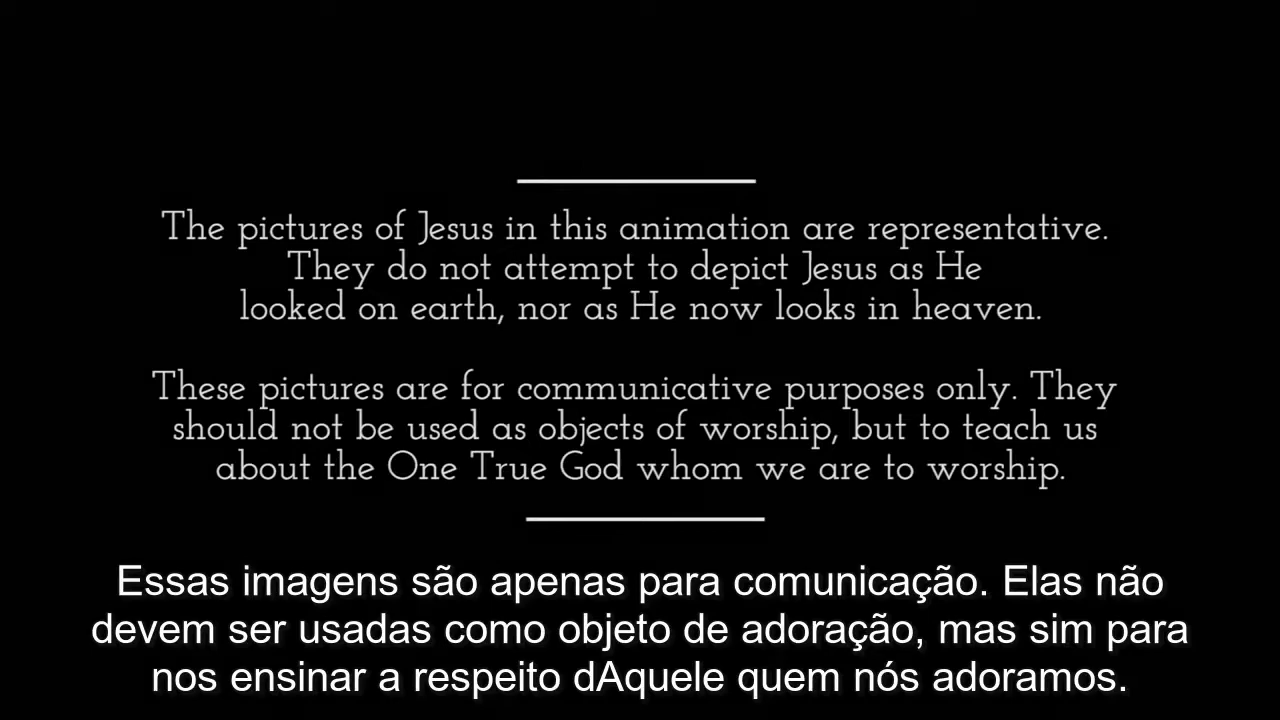 The pictures of Jesus in this animation are representative.
They do not attempt to depict Jesus as He
looked on earth, nor as He now looks in heaven.
These pictures are for communicative purposes only. They
should not be used as objects of worship, but to teach us
about the One True God whom we are to worship.
Essas imagens são apenas para comunicação. Elas não
devem ser usadas como objeto de adoração, mas sim para
nos ensinar a respeito dAquele quem nós adoramos.